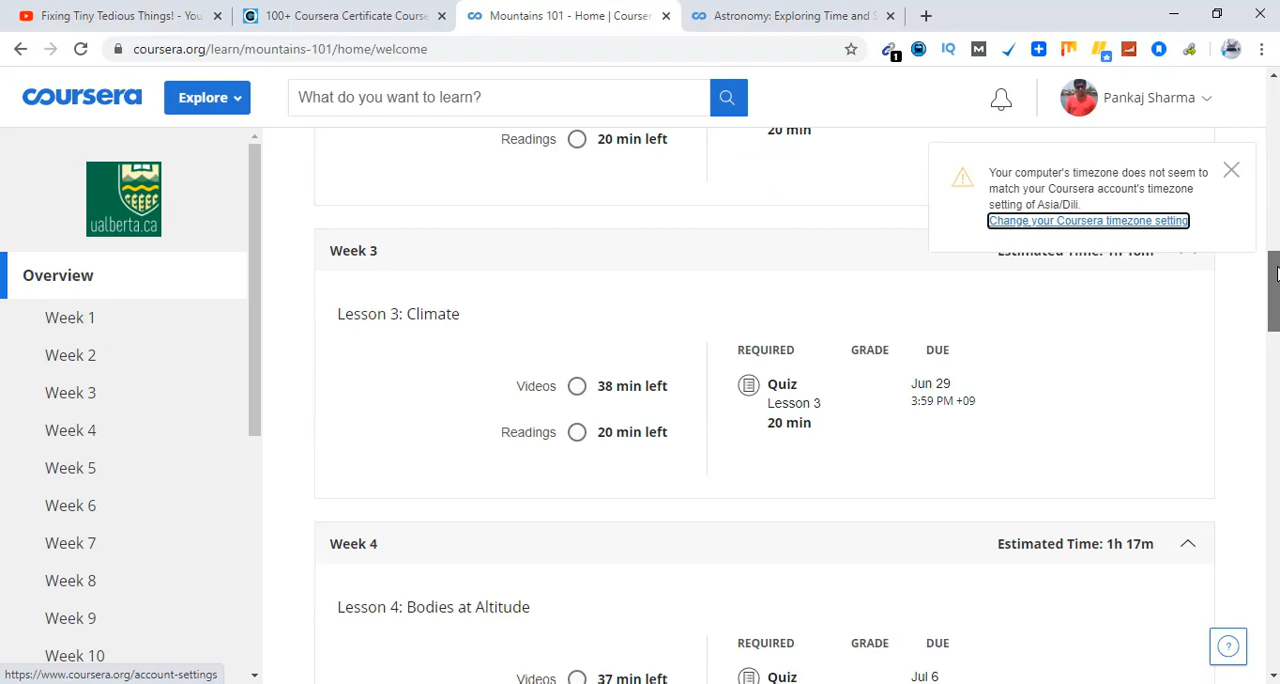 Fixing Tiny Tedious Things! - You
100+ Coursera Certificate Course
Mountains 101 - Home | Courser
Astronomy: Exploring Time and S
coursera.org/learn/mountains-101/home/welcome
1
IQ
M
coursera
Explore
What do you want to learn?
Pankaj Sharma
ualberta.ca
Overview
Week 1
Week 2
Week 3
Week 4
Week 5
Week 6
Week 7
Week 8
Week 9
Week 10
https://www.coursera.org/account-settings
Readings 20 min left
20 min
Your computer's timezone does not seem to
match your Coursera account's timezone
setting of Asia/Dili.
Change your Coursera timezone setting
Week 3
Lesson 3: Climate
Videos 38 min left
Readings 20 min left
REQUIRED GRADE DUE
Quiz Jun 29
Lesson 3 3:59 PM +09
20 min
Week 4 Estimated Time: 1h 17m
Lesson 4: Bodies at Altitude
Videos 37 min left
REQUIRED GRADE DUE
Quiz Jul 6
?